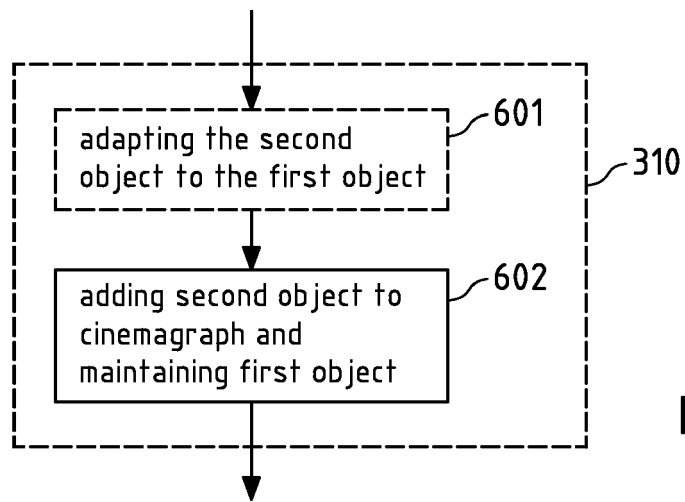 601
adapting the second
object to the first object
310
602
adding second object to
cinemagraph and
maintaining first object